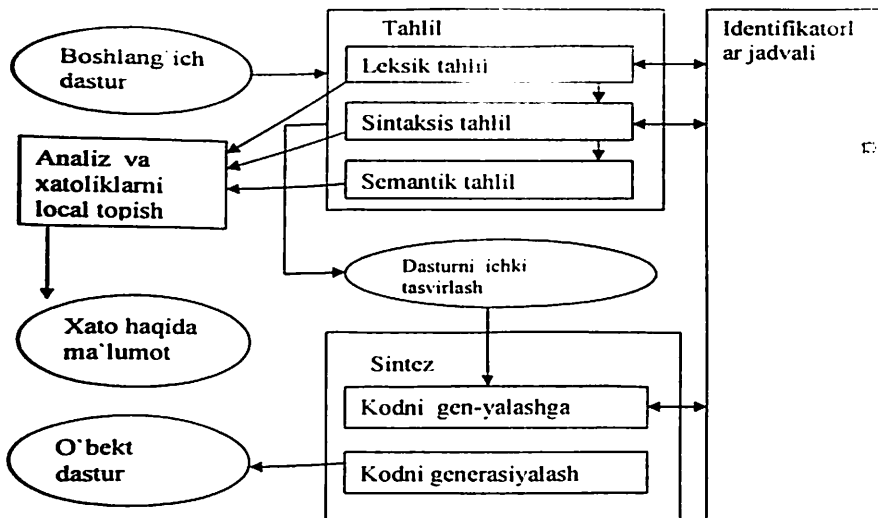 Tahlil
Identifikatorl
ar jadvali
Boshlang`ich
dastur
Leksik tahlil
Sintaksis tahlil
Semantik tahlil
Analiz va
xatoliklarni
local topish
Dasturni ichki
tasvirlash
Xato haqida
ma`lumot
Sintez
Kodni gen-yalashga
O`bekt
dastur
Kodni generasiyalash